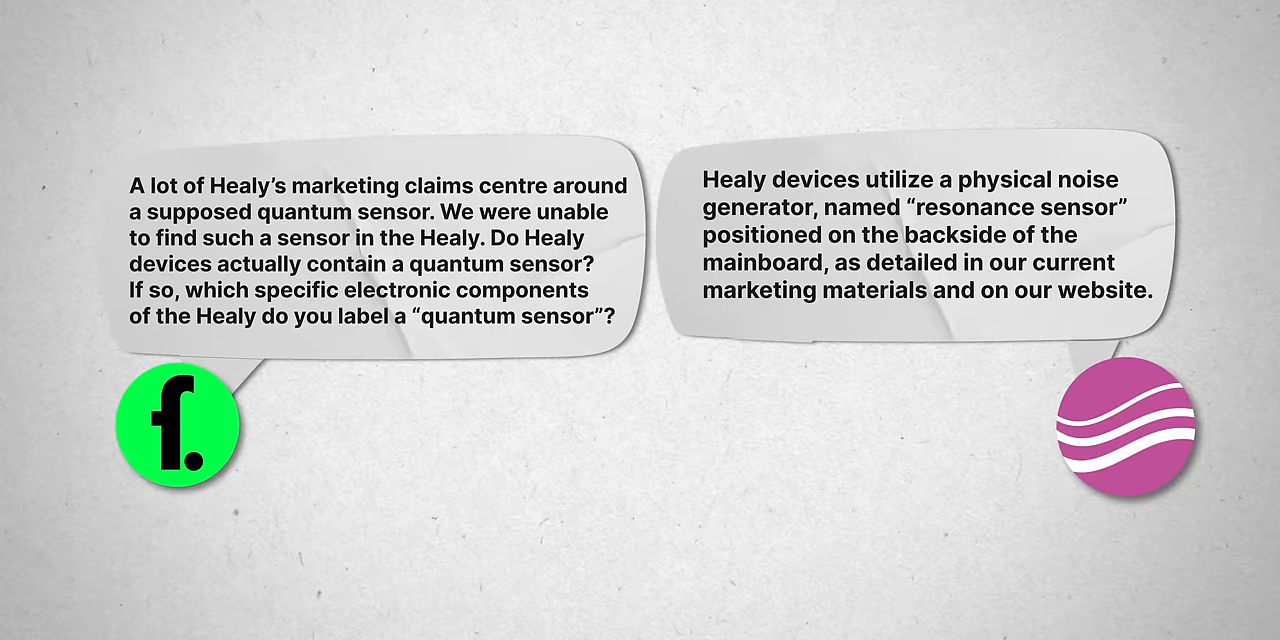 A lot of Healy’s marketing claims centre around
a supposed quantum sensor. We were unable
to find such a sensor in the Healy. Do Healy
devices actually contain a quantum sensor?
If so, which specific electronic components
of the Healy do you label a “quantum sensor”?
f.
Healy devices utilize a physical noise
generator, named “resonance sensor”
positioned on the backside of the
mainboard, as detailed in our current
marketing materials and on our website.